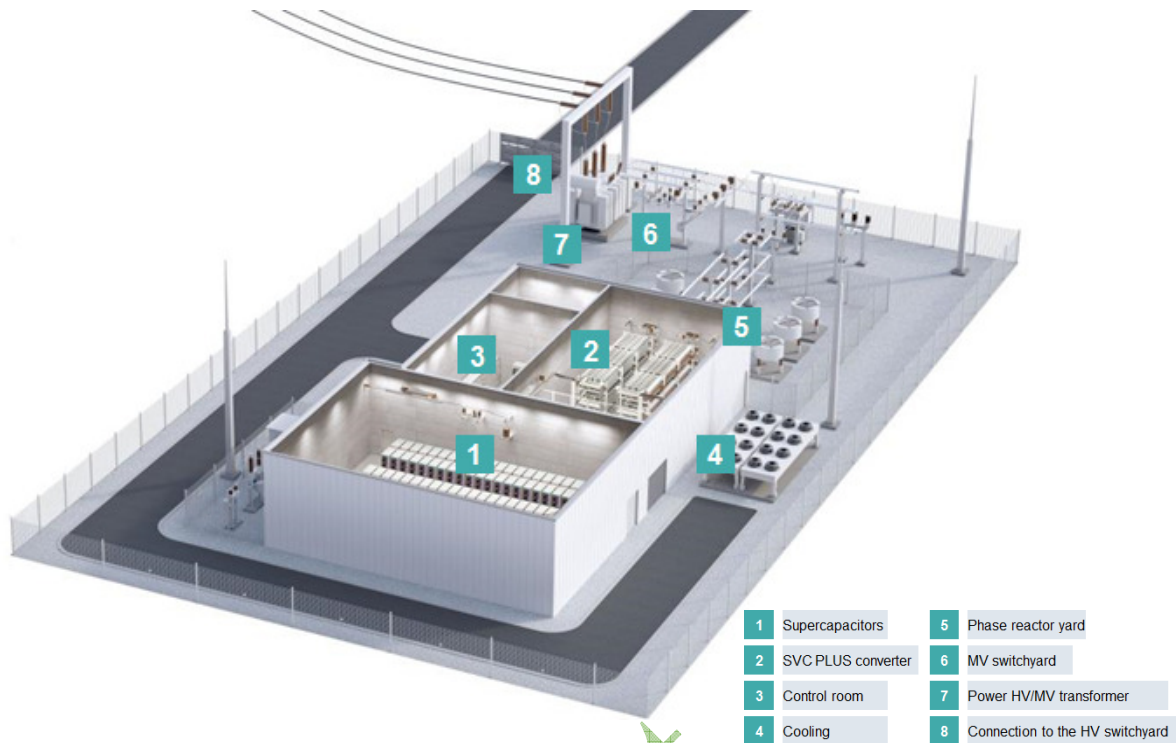 8
7
6
5
3
2
1
4
1 Supercapacitors
5 Phase reactor yard
2 SVC PLUS converter
6 MV switchyard
3 Control room
7 Power HV/MV transformer
4 Cooling
8 Connection to the HV switchyard